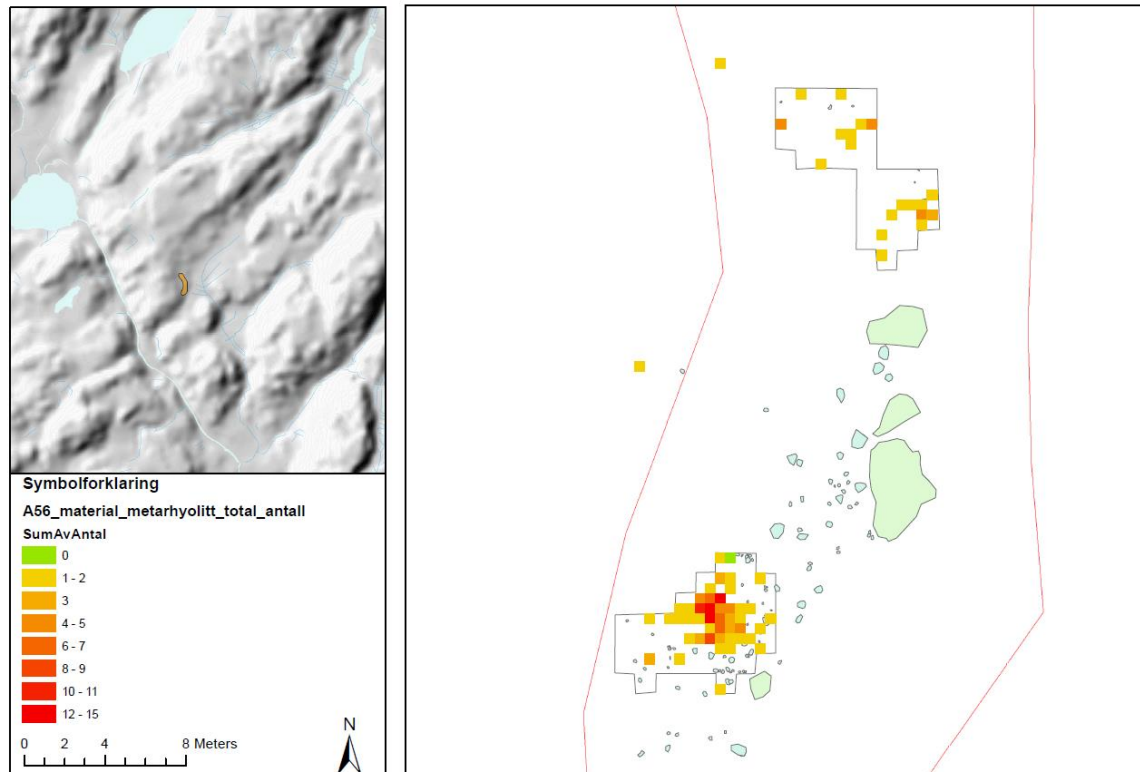 Symbolforklaring
A56_material_metarhyolitt_total_antall
SumAvAntal
0
1 - 2
3
4 - 5
6 - 7
8 - 9
10 - 11
12 - 15
0 2 4 8 Meters
N